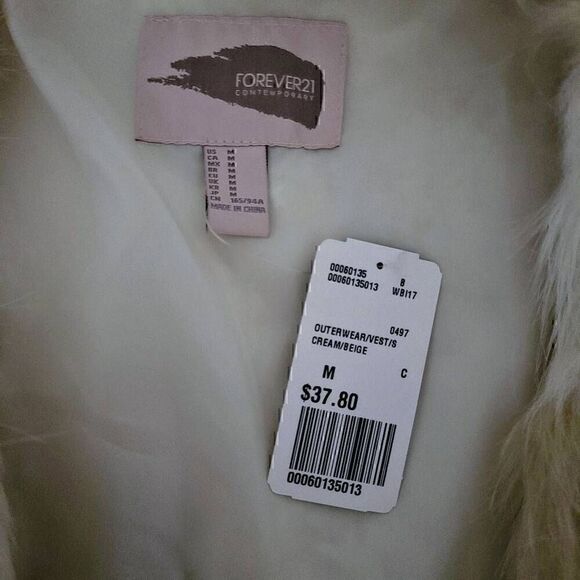 FOREVER21
CONTEMPORARY
US M
CA M
MX M
BR M
EU M
UK M
KR M
JP M
CN 165/94A
MADE IN CHINA
00060135 8
00060135013 WBI17
0497
OUTERWEAR/VEST/S
CREAM/BEIGE
M C
$37.80
00060135013